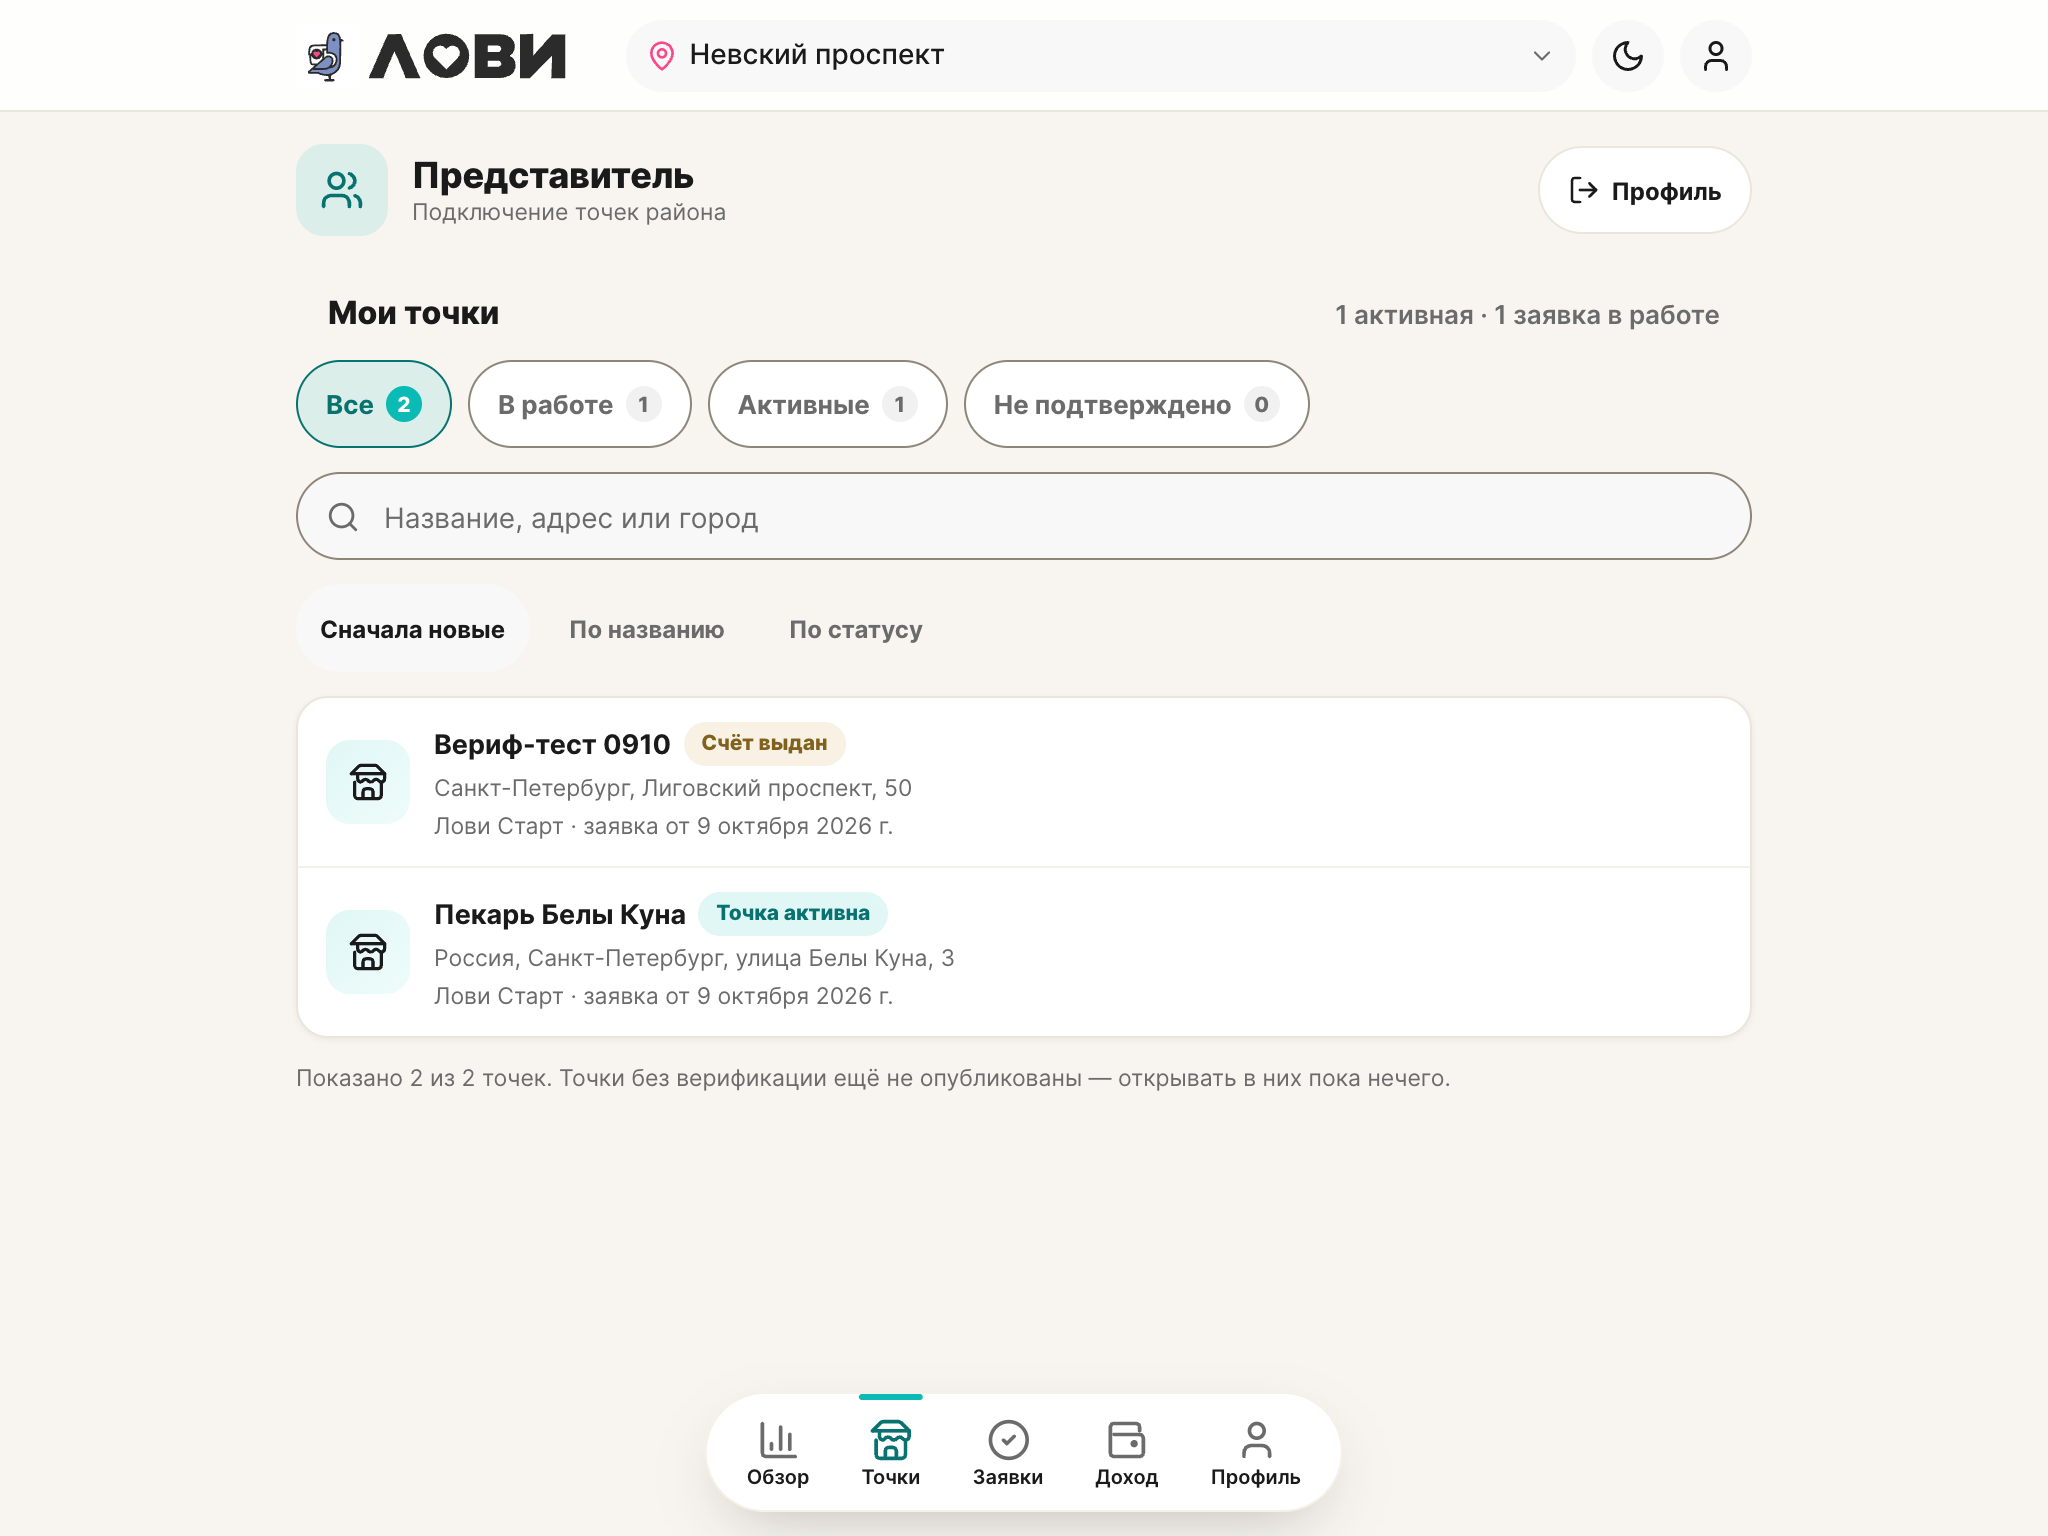 ЛОВИ
Невский проспект
Представитель
Подключение точек района
Профиль
Мои точки
1 активная · 1 заявка в работе
Все 2
В работе 1
Активные 1
Не подтверждено 0
Название, адрес или город
Сначала новые
По названию
По статусу
Вериф-тест 0910 Счёт выдан
Санкт-Петербург, Лиговский проспект, 50
Лови Старт · заявка от 9 октября 2026 г.
Пекарь Белы Куна Точка активна
Россия, Санкт-Петербург, улица Белы Куна, 3
Лови Старт · заявка от 9 октября 2026 г.
Показано 2 из 2 точек. Точки без верификации ещё не опубликованы — открывать в них пока нечего.
Обзор
Точки
Заявки
Доход
Профиль